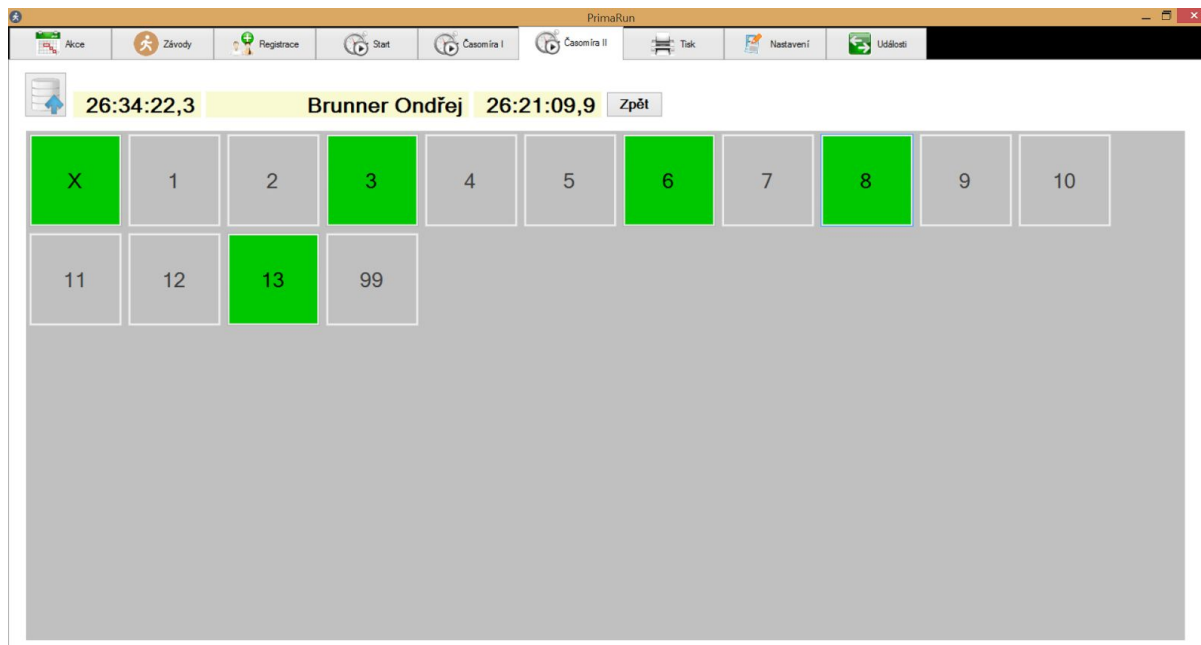 PrimaRun
Akce Závody Registrace Start Časomíra I Časomíra II Tisk Nastavení Události
26:34:22,3 Brunner Ondřej 26:21:09,9 Zpět
X 1 2 3 4 5 6 7 8 9 10
11 12 13 99